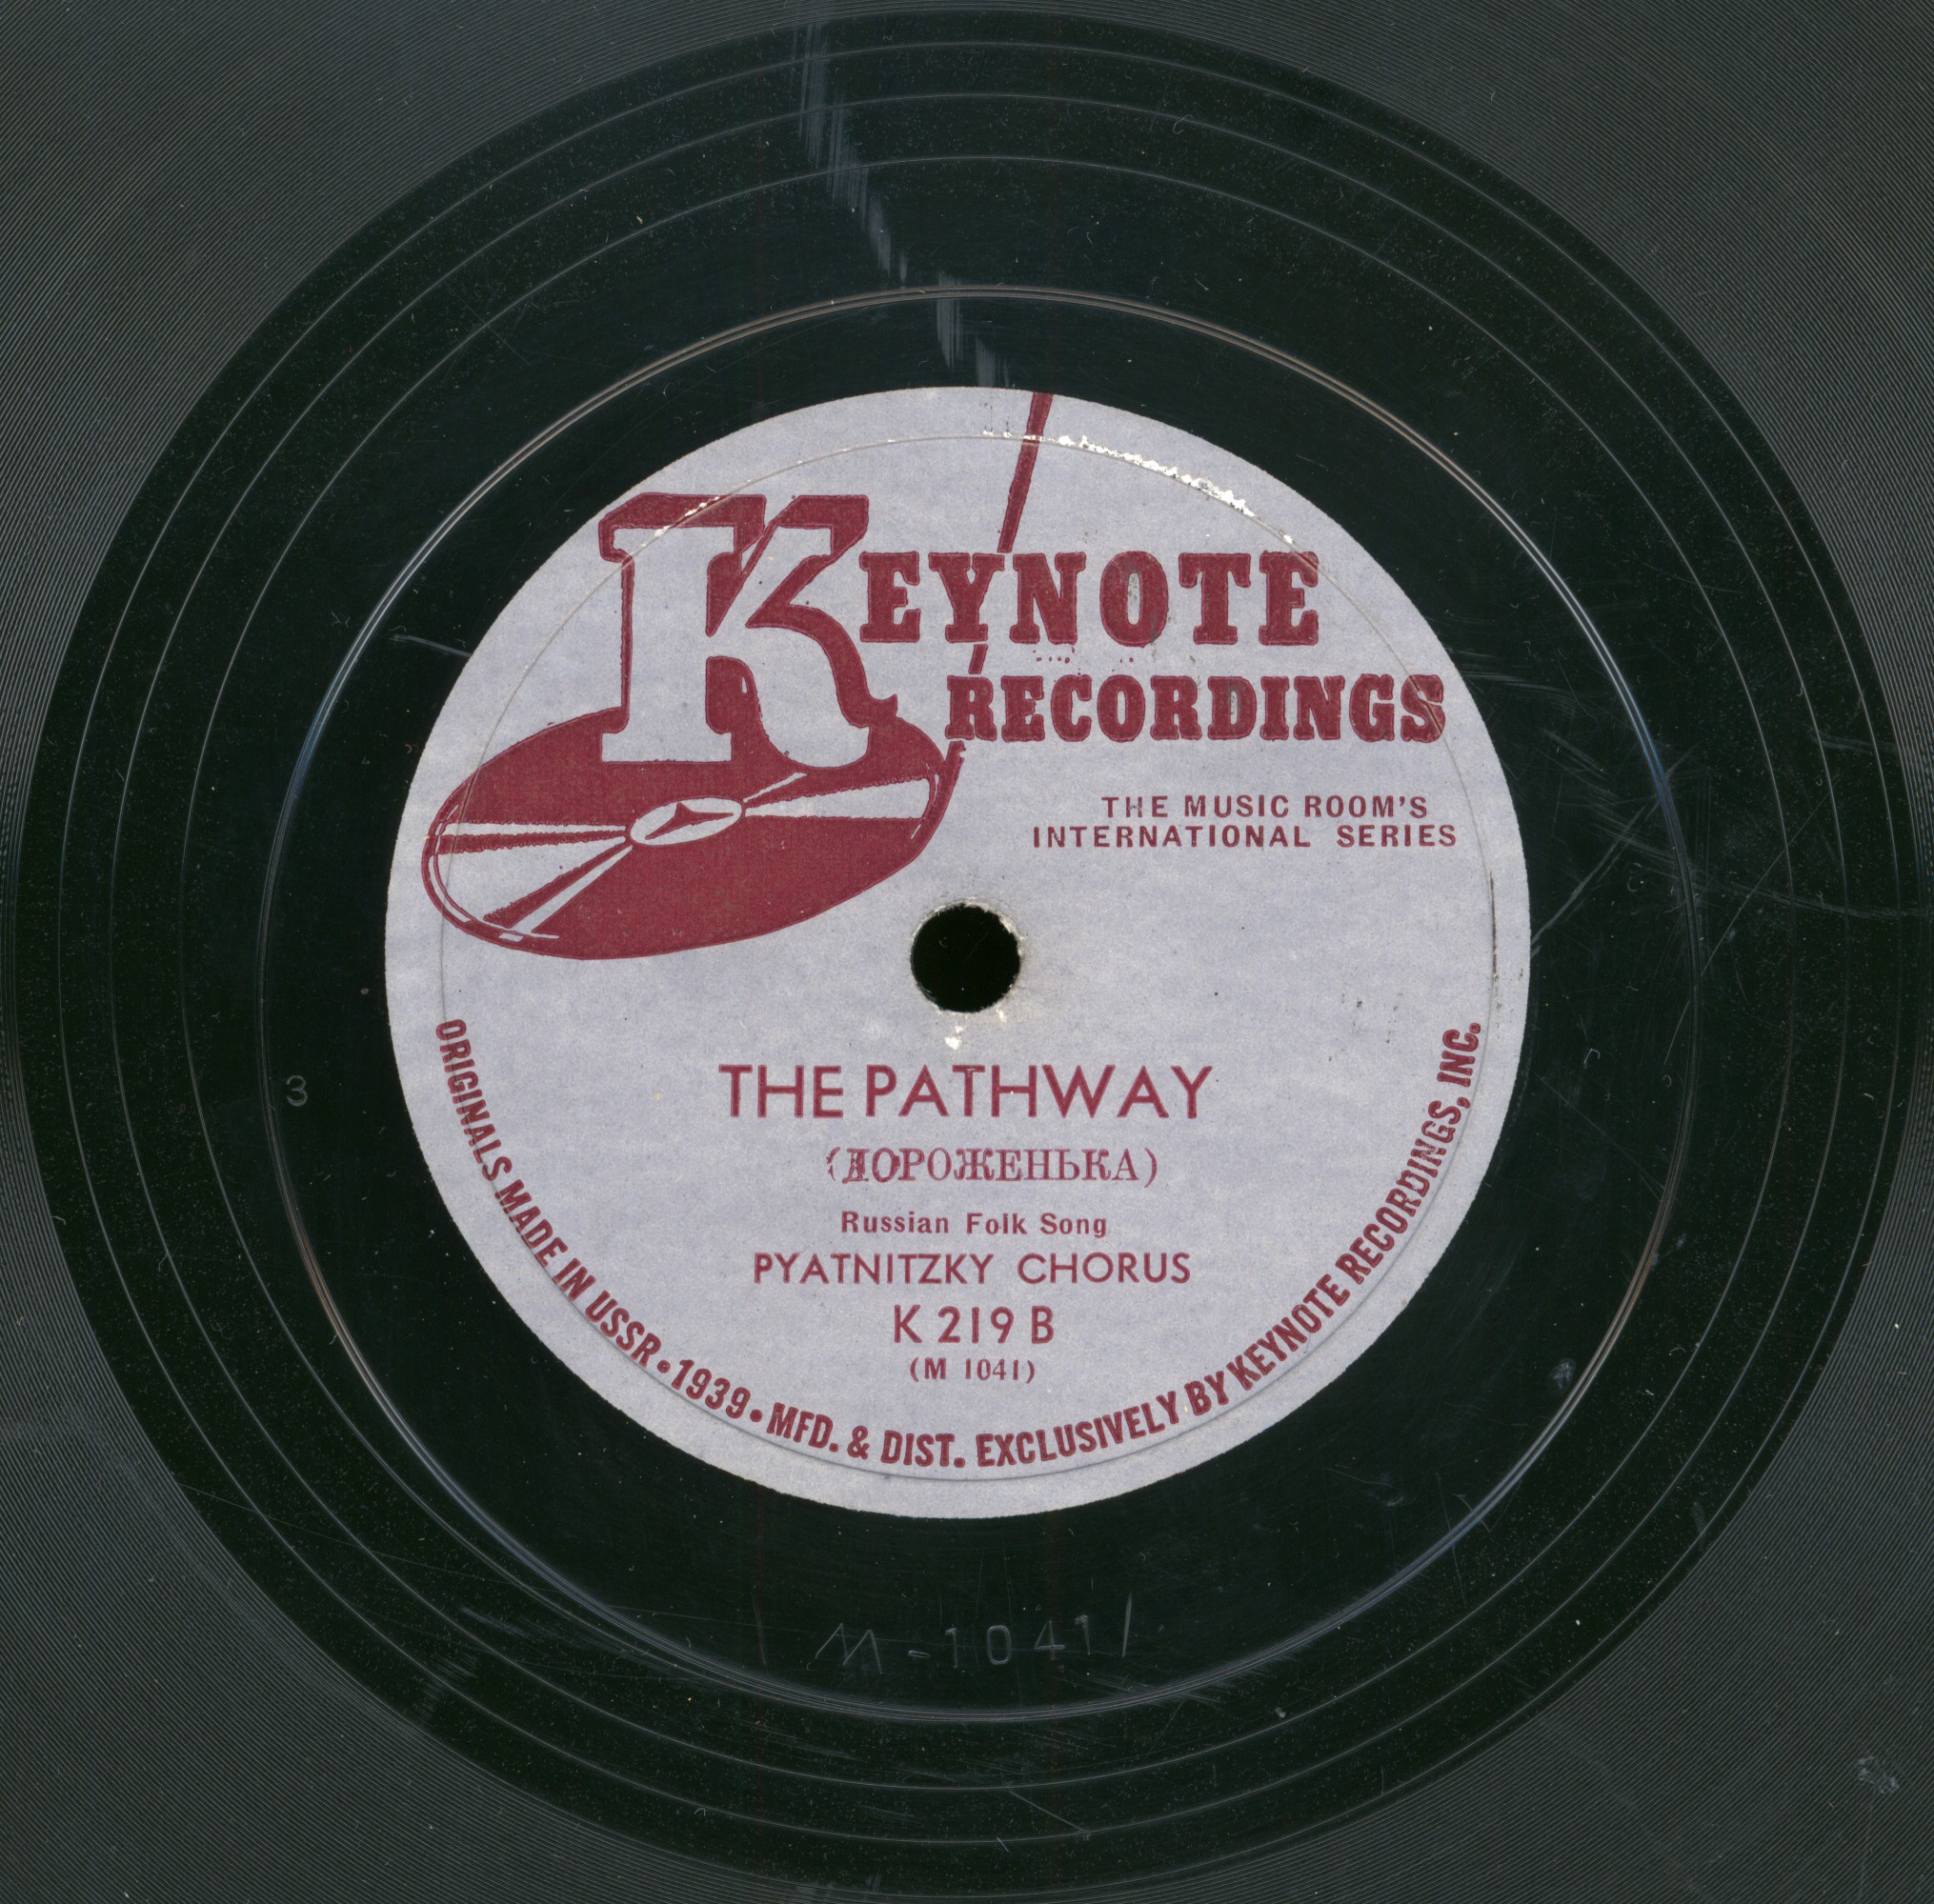 KEYNOTE
RECORDINGS
THE MUSIC ROOM'S
INTERNATIONAL SERIES
THE PATHWAY
(ДОРОЖЕНЬКА)
Russian Folk Song
PYATNITZKY CHORUS
K 219 B
(M 1041)
ORIGINALS MADE IN USSR • 1939 • MFD. & DIST. EXCLUSIVELY BY KEYNOTE RECORDINGS, INC.
3
M-1041/